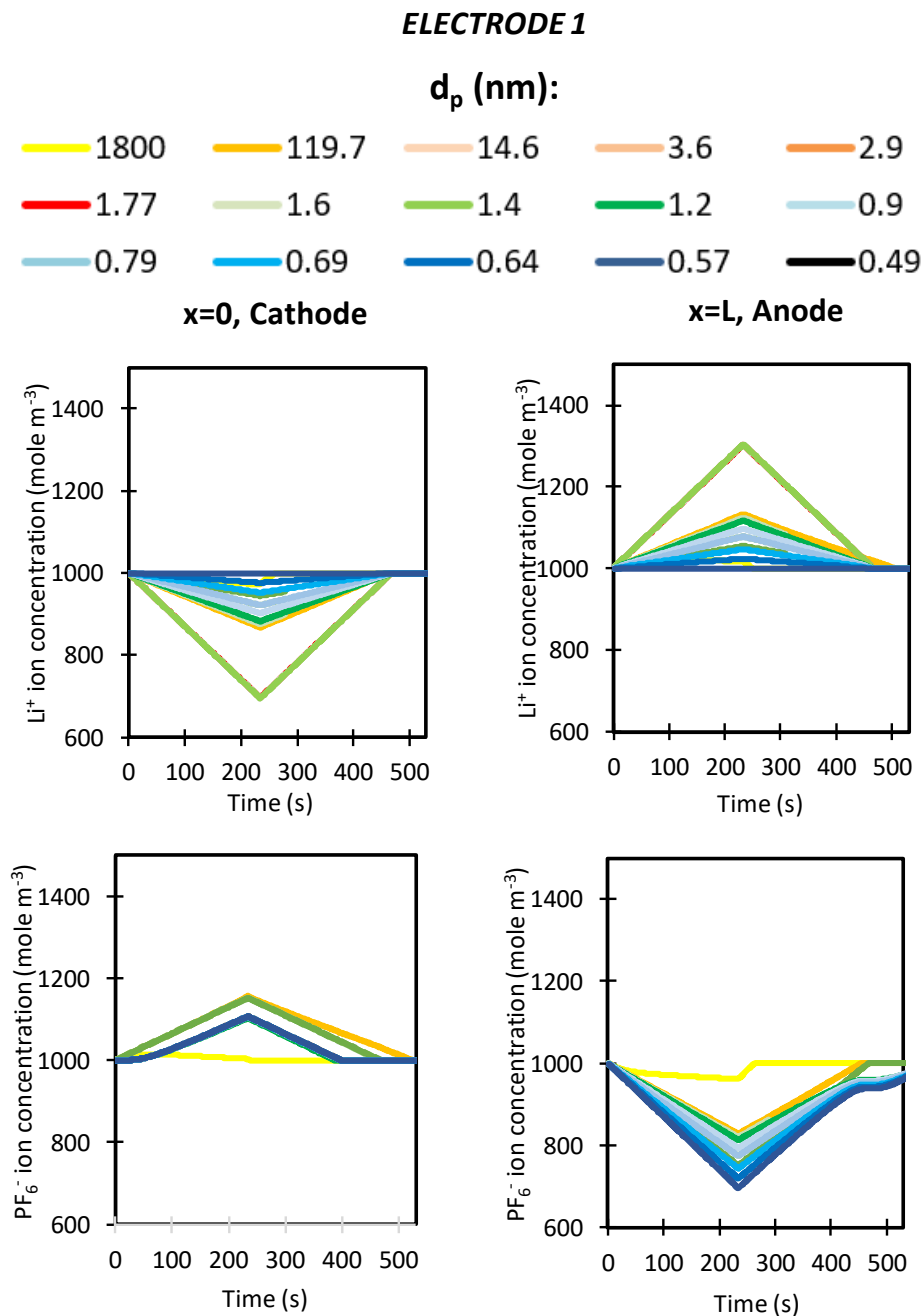 ELECTRODE 1
dp (nm):
1800 119.7 14.6 3.6 2.9
1.77 1.6 1.4 1.2 0.9
0.79 0.69 0.64 0.57 0.49
x=0, Cathode x=L, Anode
Li+ ion concentration (mole m-3)
1400
1200
1000
800
600
0 100 200 300 400 500
Time (s)
Li+ ion concentration (mole m-3)
1400
1200
1000
800
600
0 100 200 300 400 500
Time (s)
PF6- ion concentration (mole m-3)
1400
1200
1000
800
600
0 100 200 300 400 500
Time (s)
PF6- ion concentration (mole m-3)
1400
1200
1000
800
600
0 100 200 300 400 500
Time (s)